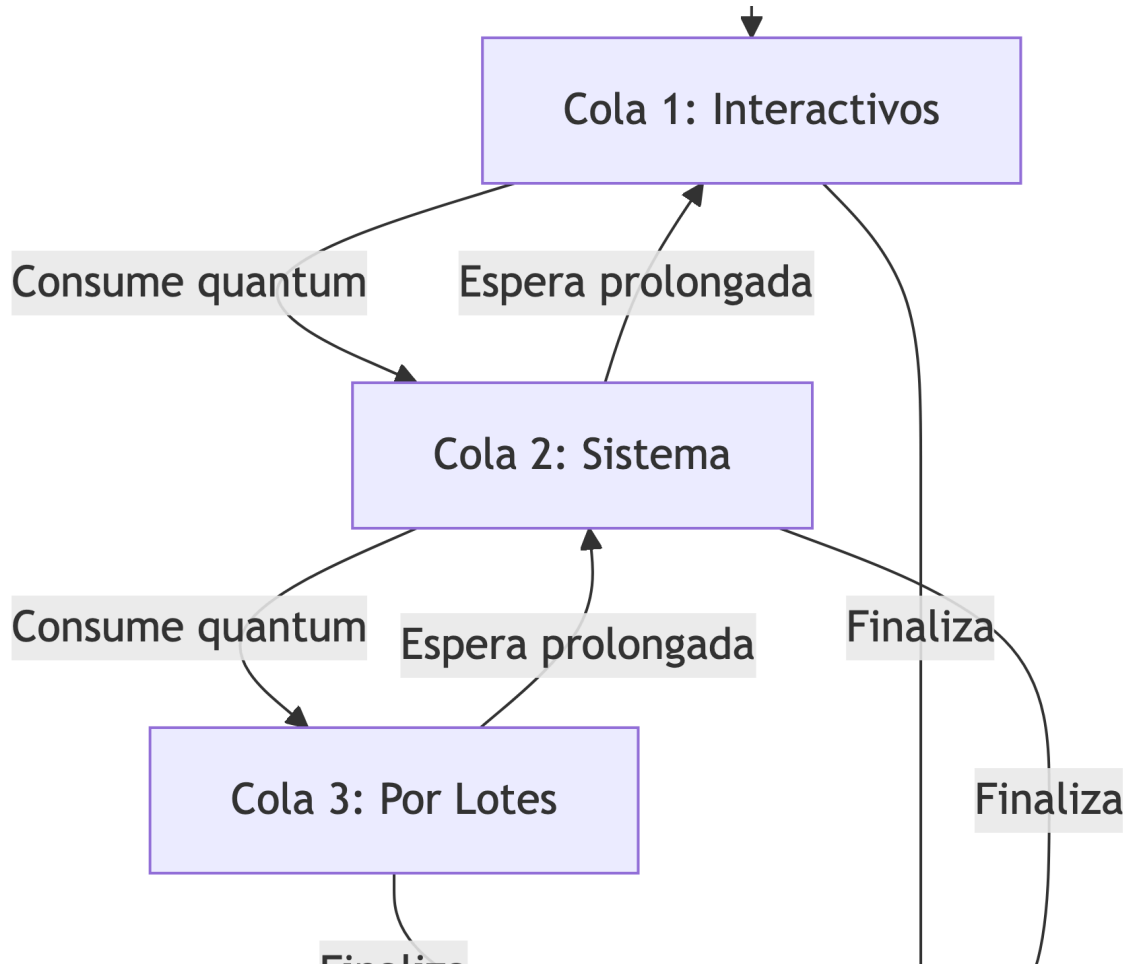 Cola 1: Interactivos
Consume quantum
Espera prolongada
Cola 2: Sistema
Consume quantum
Espera prolongada
Finaliza
Cola 3: Por Lotes
Finaliza
Finaliza